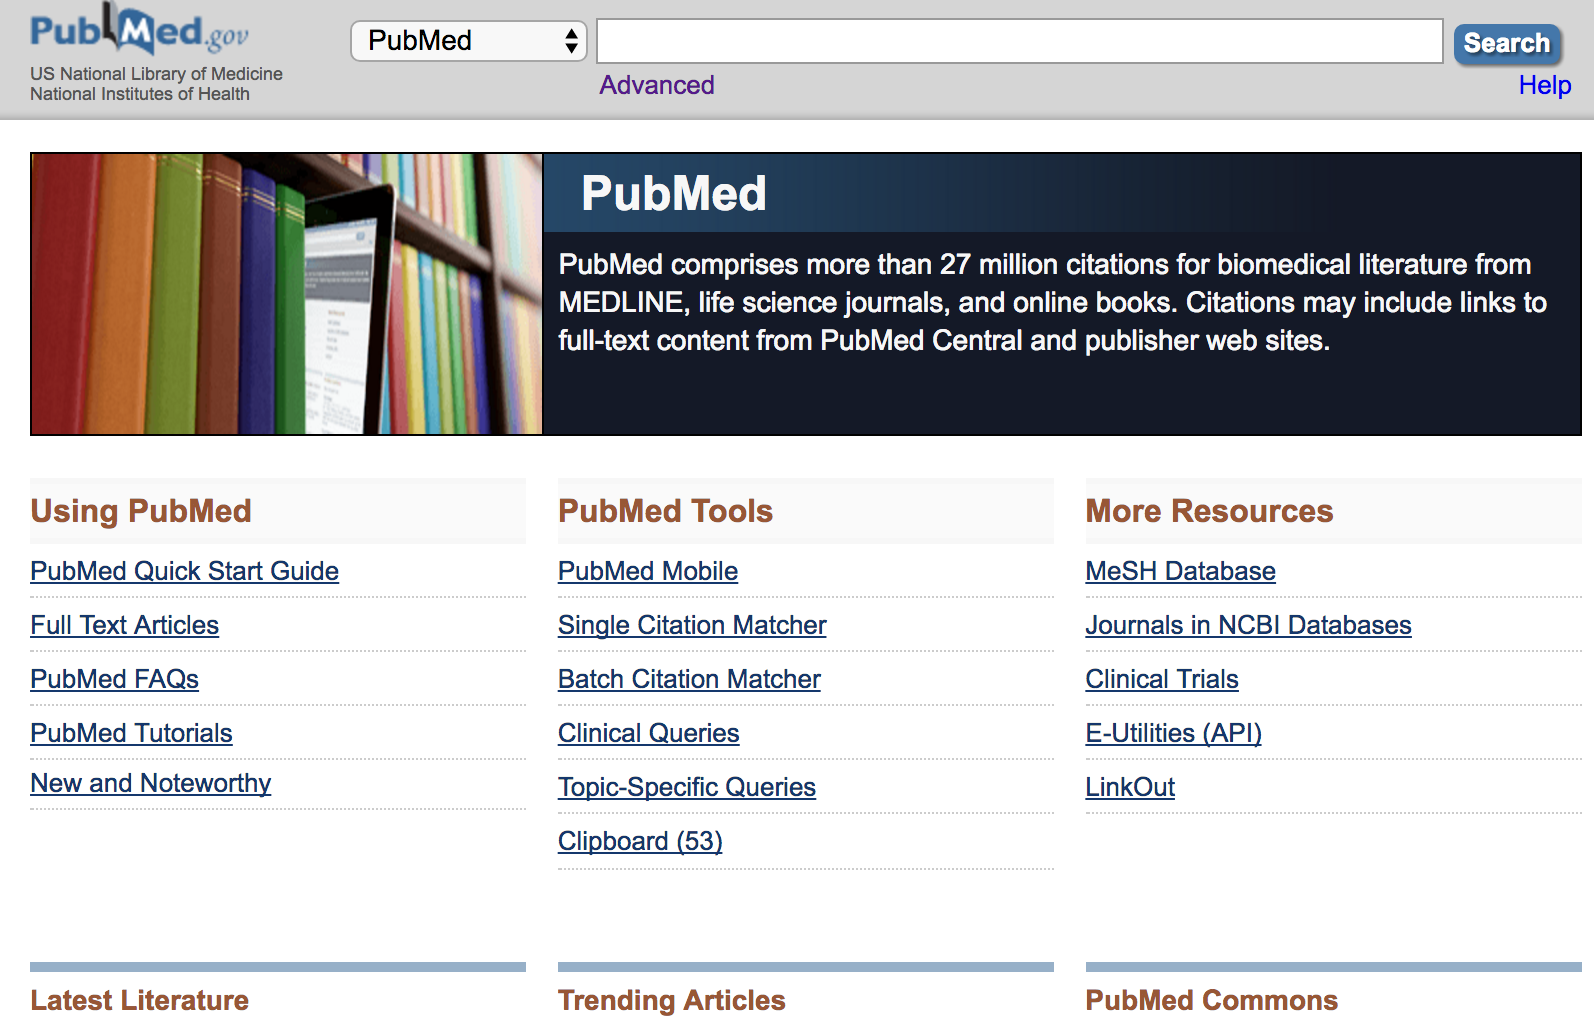 PubMed.gov
US National Library of Medicine
National Institutes of Health
PubMed
Search
Advanced
Help
PubMed
PubMed comprises more than 27 million citations for biomedical literature from
MEDLINE, life science journals, and online books. Citations may include links to
full-text content from PubMed Central and publisher web sites.
Using PubMed
PubMed Quick Start Guide
Full Text Articles
PubMed FAQs
PubMed Tutorials
New and Noteworthy
PubMed Tools
PubMed Mobile
Single Citation Matcher
Batch Citation Matcher
Clinical Queries
Topic-Specific Queries
Clipboard (53)
More Resources
MeSH Database
Journals in NCBI Databases
Clinical Trials
E-Utilities (API)
LinkOut
Latest Literature
Trending Articles
PubMed Commons